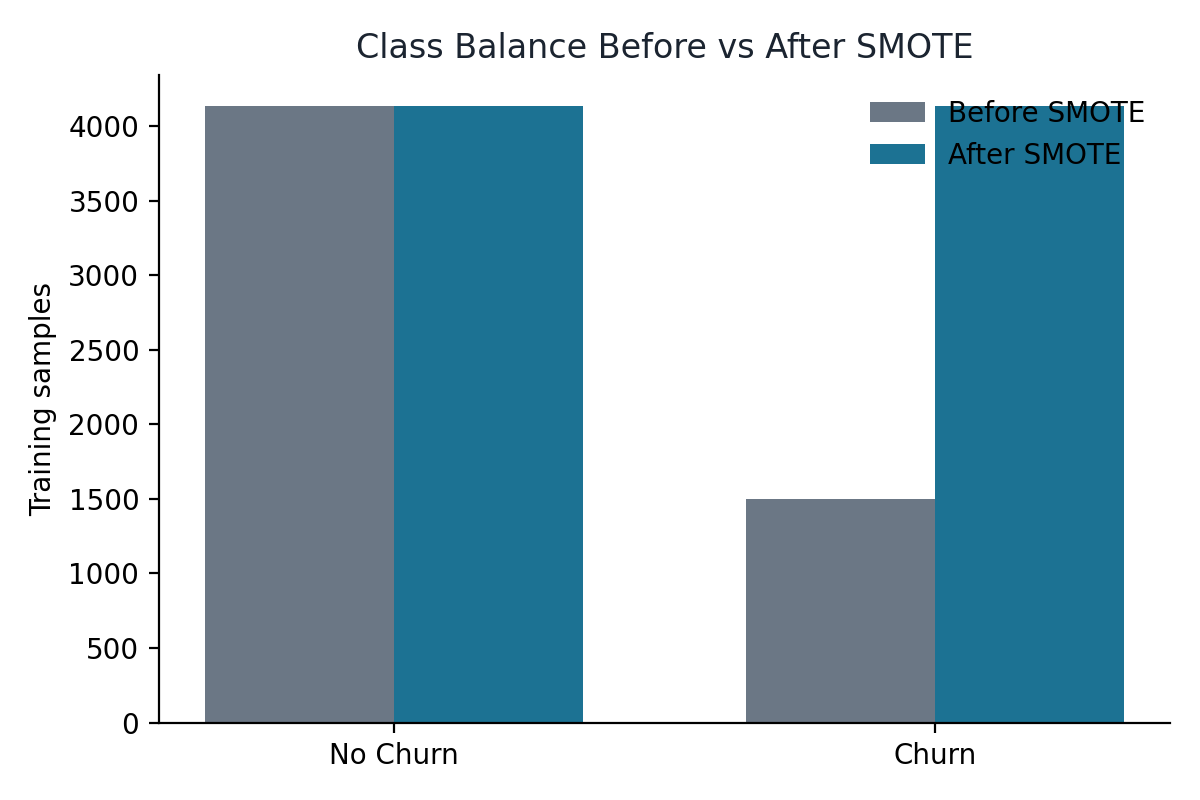 Class Balance Before vs After SMOTE
Before SMOTE
After SMOTE
Training samples
4000
3500
3000
2500
2000
1500
1000
500
0
No Churn
Churn